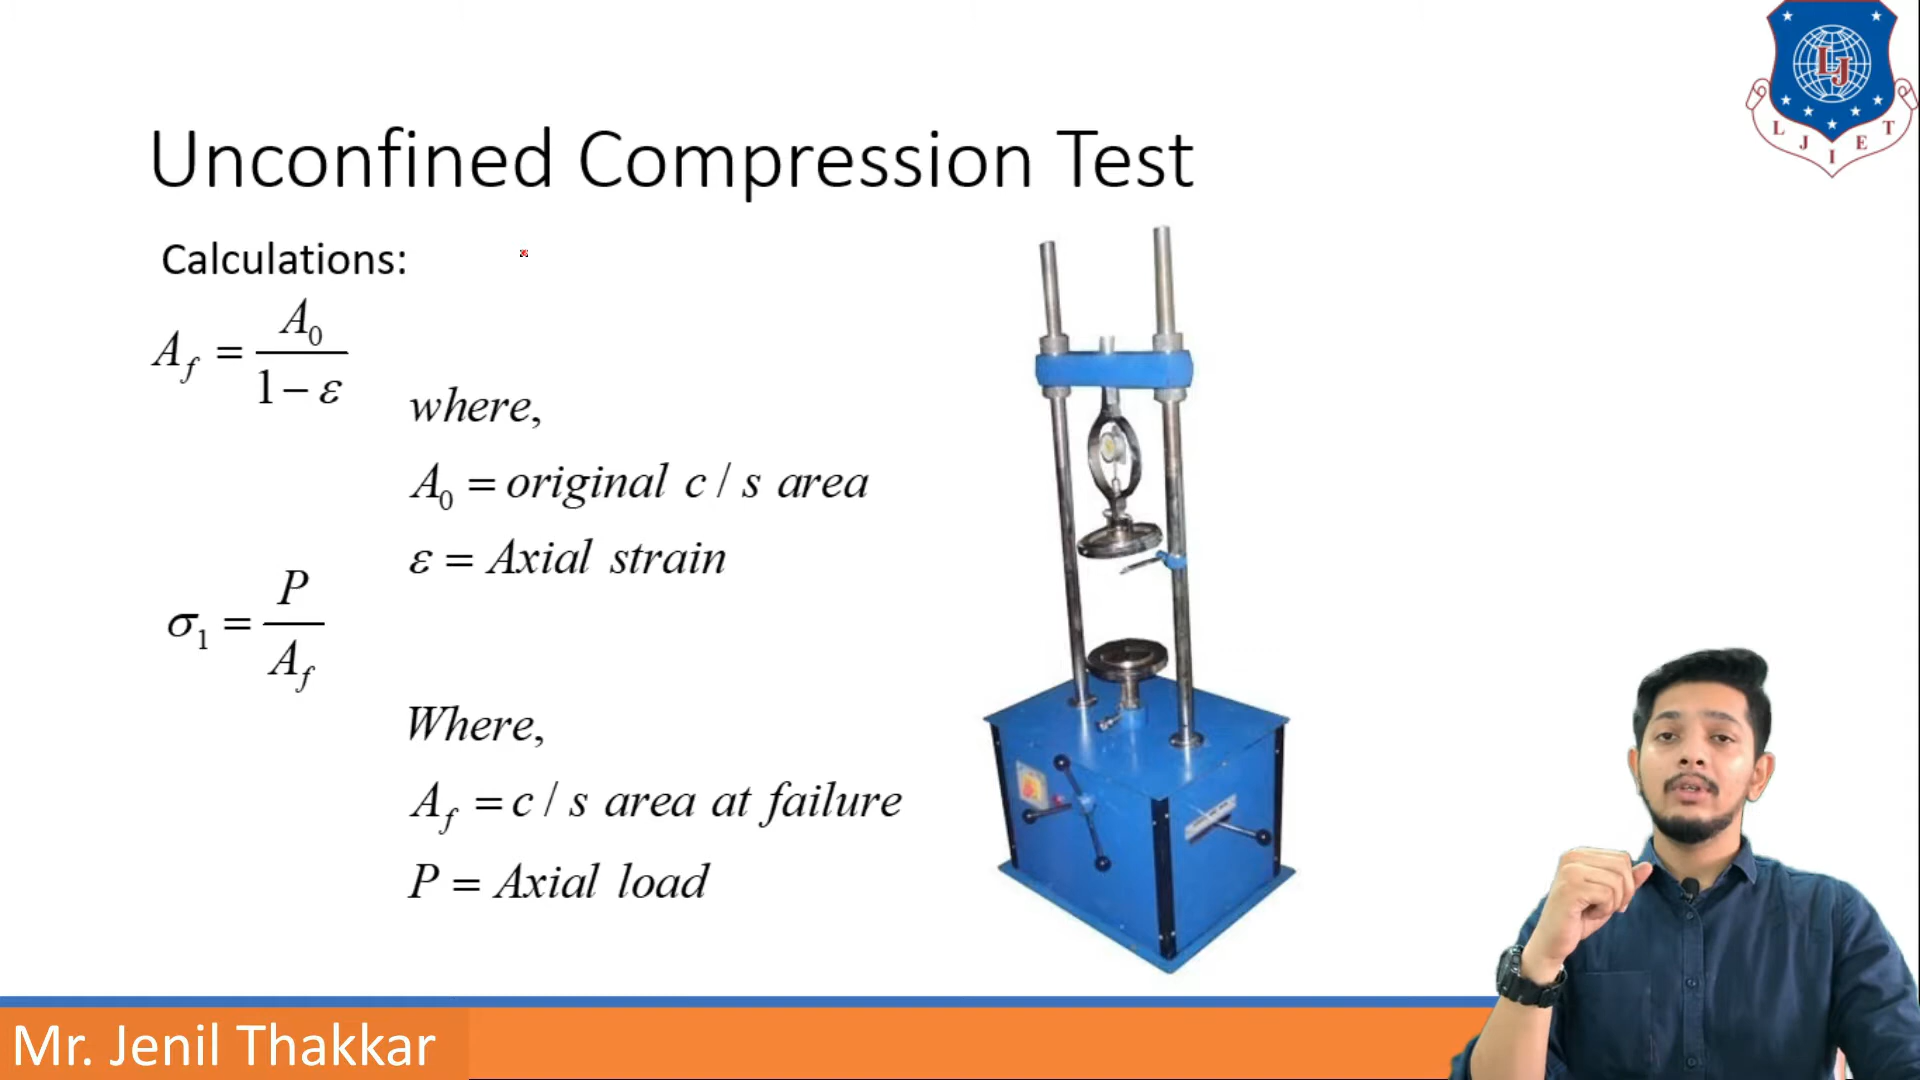 L J I E T
LJ
Unconfined Compression Test
Calculations:
A_f = A_0 / (1 − ε)
where,
A_0 = original c / s area
ε = Axial strain
σ_1 = P / A_f
Where,
A_f = c / s area at failure
P = Axial load
Mr. Jenil Thakkar